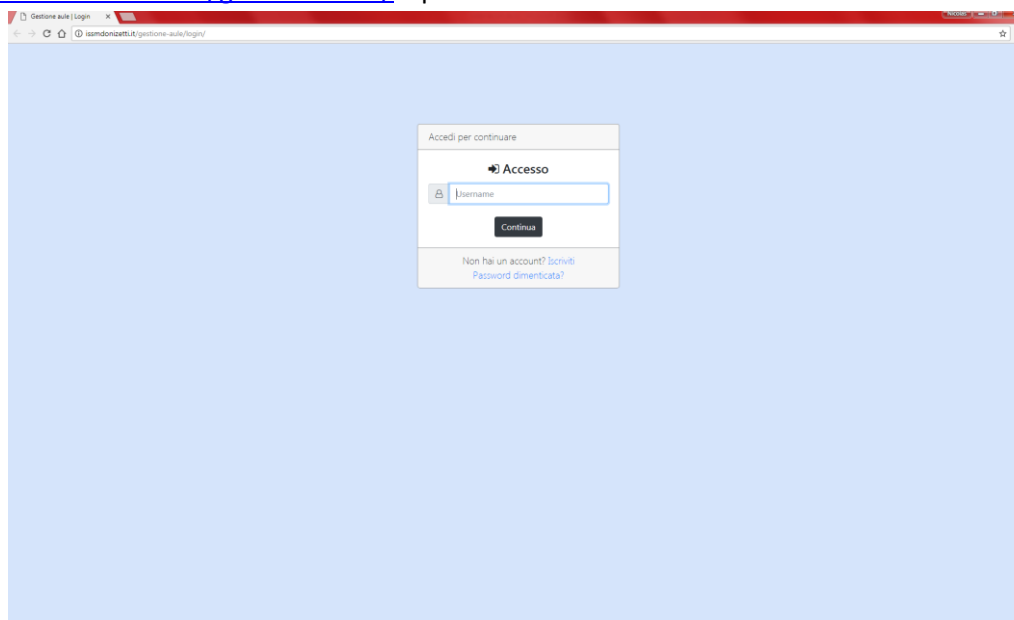 Gestione aule | Login
issmdonizetti.it/gestione-aule/login/
Accedi per continuare
Accesso
Username
Continua
Non hai un account? Iscriviti
Password dimenticata?